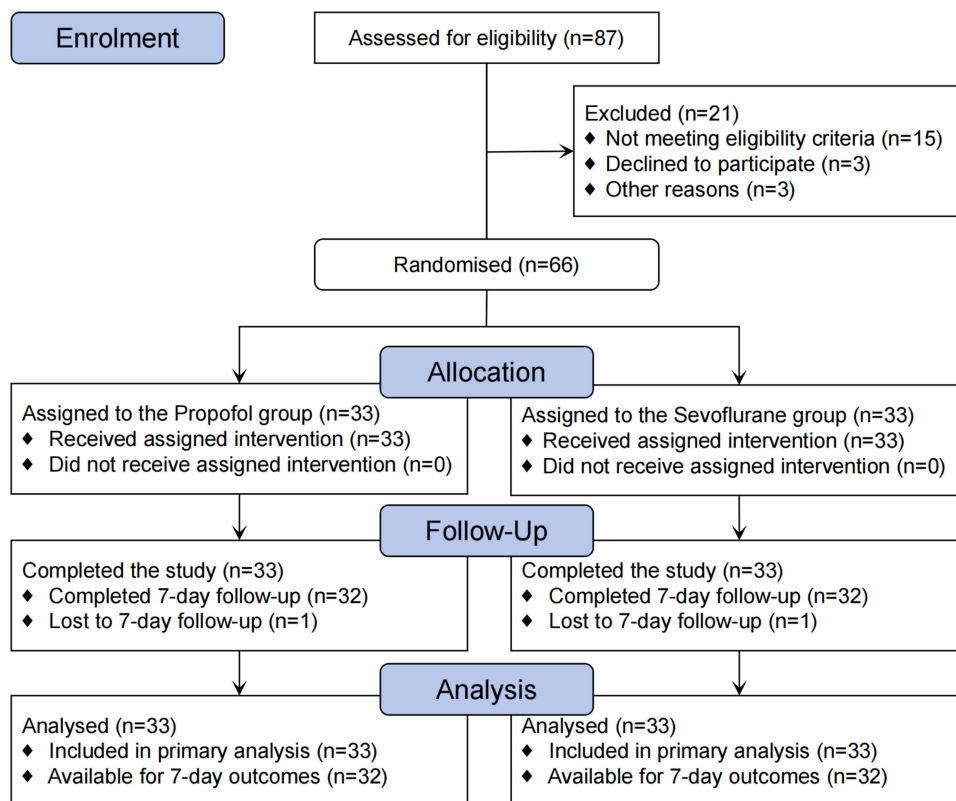 Enrolment
Assessed for eligibility (n=87)
Excluded (n=21)
♦ Not meeting eligibility criteria (n=15)
♦ Declined to participate (n=3)
♦ Other reasons (n=3)
Randomised (n=66)
Allocation
Assigned to the Propofol group (n=33)
♦ Received assigned intervention (n=33)
♦ Did not receive assigned intervention (n=0)
Assigned to the Sevoflurane group (n=33)
♦ Received assigned intervention (n=33)
♦ Did not receive assigned intervention (n=0)
Follow-Up
Completed the study (n=33)
♦ Completed 7-day follow-up (n=32)
♦ Lost to 7-day follow-up (n=1)
Completed the study (n=33)
♦ Completed 7-day follow-up (n=32)
♦ Lost to 7-day follow-up (n=1)
Analysis
Analysed (n=33)
♦ Included in primary analysis (n=33)
♦ Available for 7-day outcomes (n=32)
Analysed (n=33)
♦ Included in primary analysis (n=33)
♦ Available for 7-day outcomes (n=32)